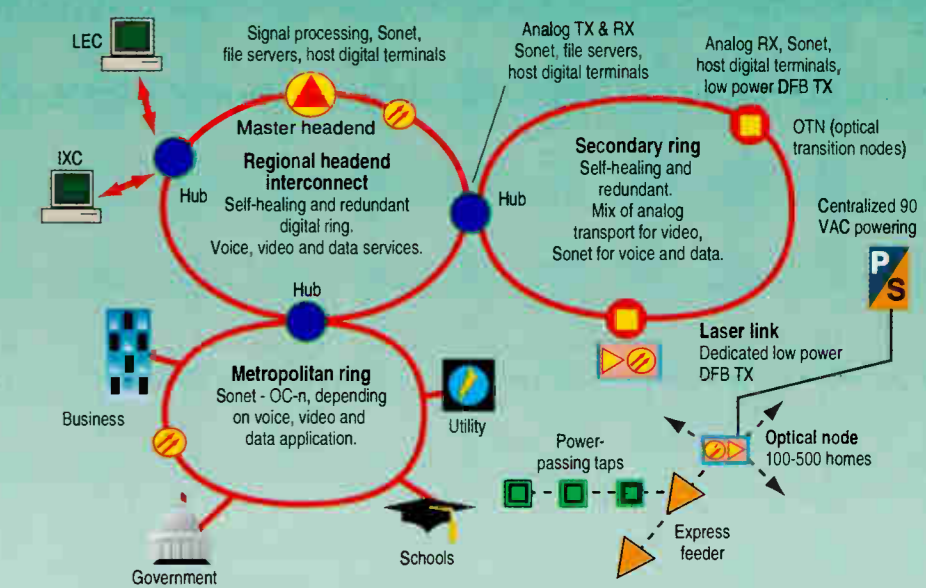 LEC
Signal processing, Sonet,
file servers, host digital terminals
Analog TX & RX
Sonet, file servers,
host digital terminals
Analog RX, Sonet,
host digital terminals,
low power DFB TX
Master headend
OTN (optical
transition nodes)
IXC
Hub
Regional headend
interconnect
Self-healing and redundant
digital ring.
Voice, video and data services.
Hub
Secondary ring
Self-healing and
redundant.
Mix of analog
transport for video,
Sonet for voice and data.
Centralized 90
VAC powering
P
S
Hub
Laser link
Dedicated low power
DFB TX
Business
Metropolitan ring
Sonet - OC-n, depending
on voice, video and
data application.
Utility
Power-
passing taps
Optical node
100-500 homes
Express
feeder
Government
Schools